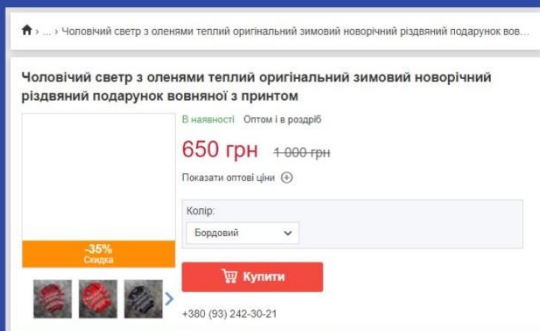 › ... › Чоловічий светр з оленями теплий оригінальний зимовий новорічний різдвяний подарунок вов...
Чоловічий светр з оленями теплий оригінальний зимовий новорічний
різдвяний подарунок вовняної з принтом
В наявності Оптом і в роздріб
650 грн 1 000 грн
Показати оптові ціни
Колір:
Бордовий
-35%
Скидка
Купити
+380 (93) 242-30-21